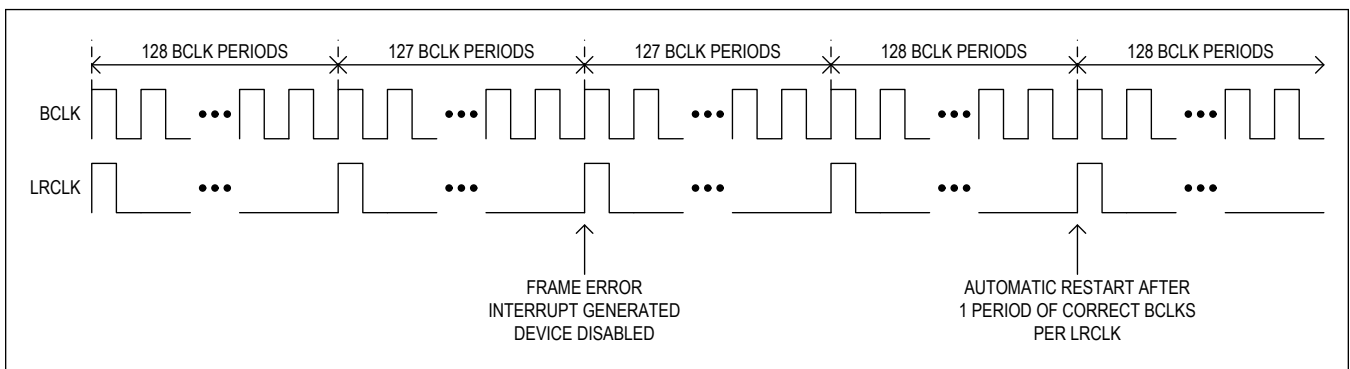 128 BCLK PERIODS
127 BCLK PERIODS
127 BCLK PERIODS
128 BCLK PERIODS
128 BCLK PERIODS
BCLK
LRCLK
FRAME ERROR
INTERRUPT GENERATED
DEVICE DISABLED
AUTOMATIC RESTART AFTER
1 PERIOD OF CORRECT BCLKS
PER LRCLK